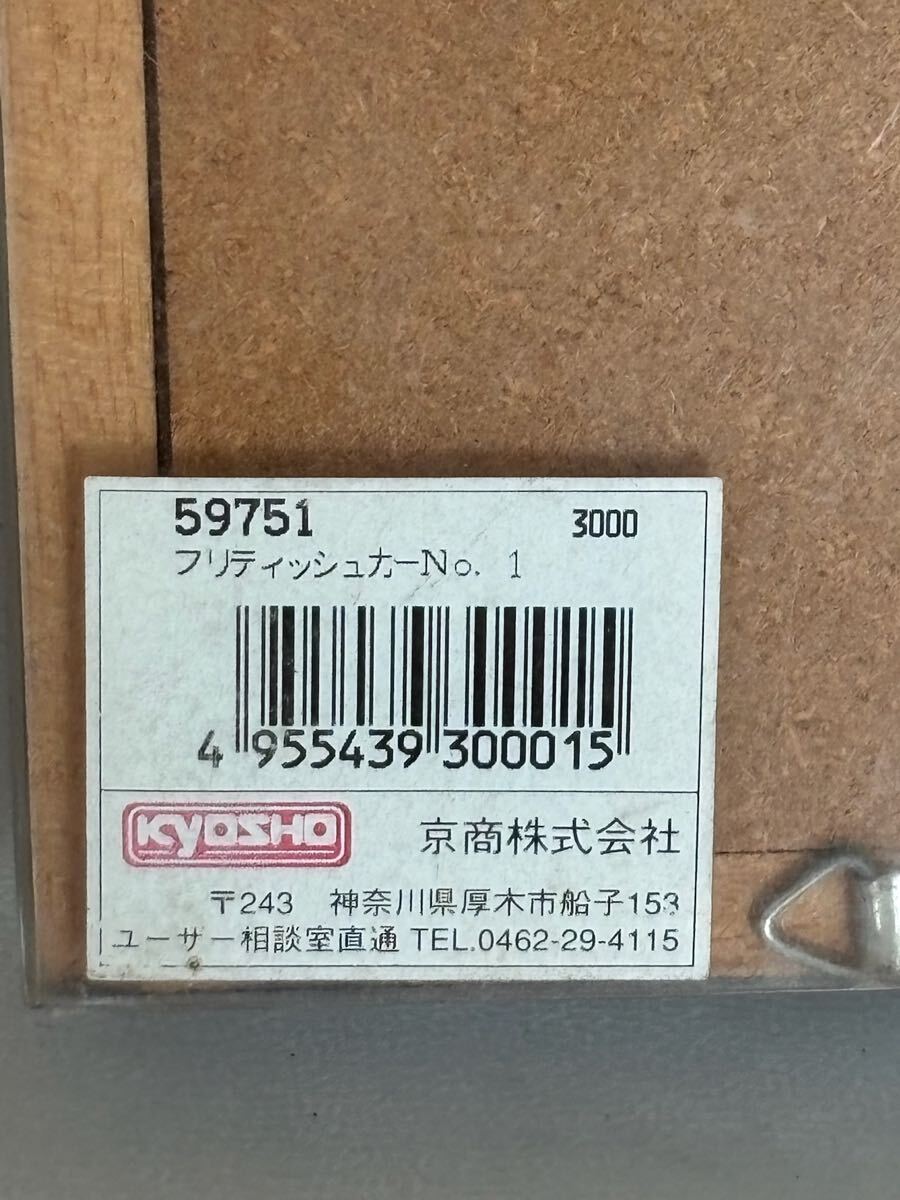 59751 3000
フリティッシュカーNo. 1
4 955439 300015
KYOSHO 京商株式会社
〒243 神奈川県厚木市船子153
ユーザー相談室直通 TEL.0462-29-4115